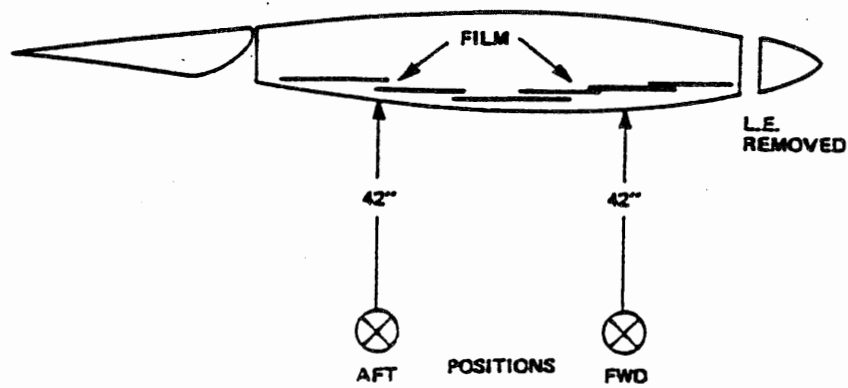 FILM
L.E.
REMOVED
42"
42"
AFT
POSITIONS
FWD